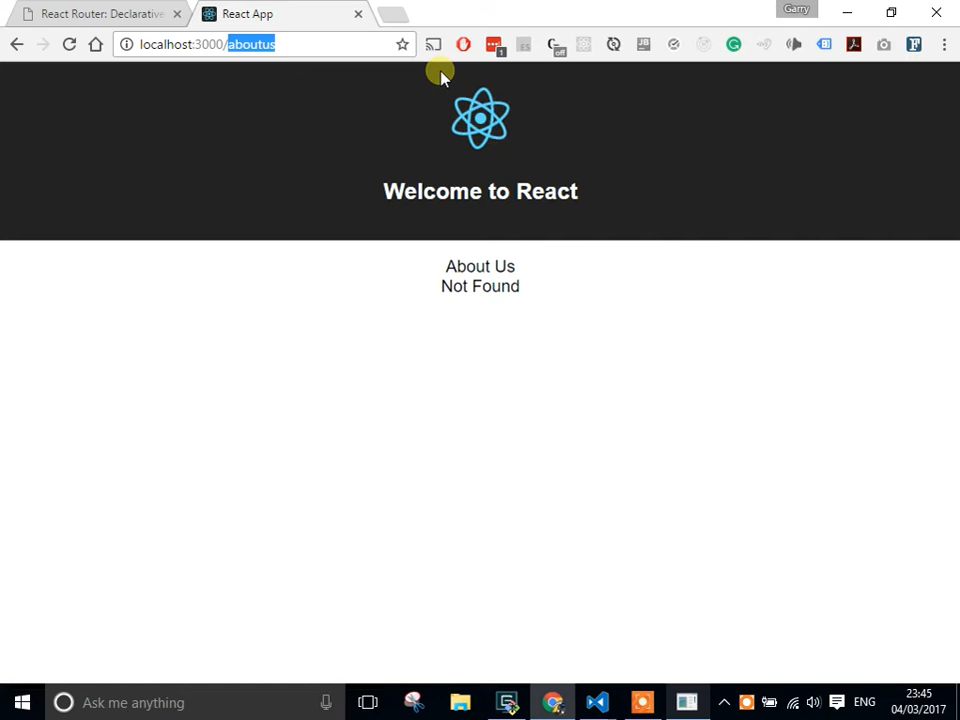 React Router: Declarative
React App
Garry
localhost:3000/aboutus
Welcome to React
About Us
Not Found
Ask me anything
ENG
23:45
04/03/2017